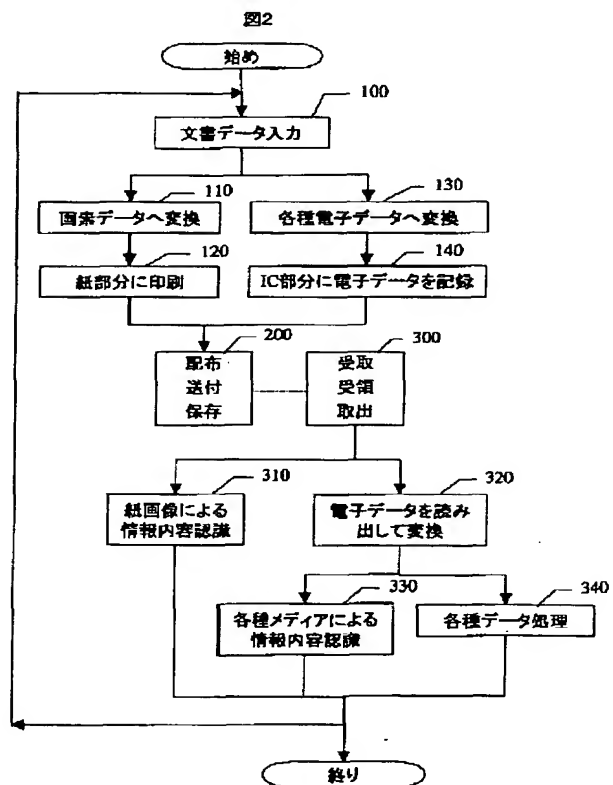 図2
始め
100
文書データ入力
110
130
画素データへ変換
各種電子データへ変換
120
140
紙部分に印刷
IC部分に電子データを記録
200
300
配布
送付
保存
受取
受領
取出
310
320
紙画像による
情報内容認識
電子データを読み
出して変換
330
340
各種メディアによる
情報内容認識
各種データ処理
終り